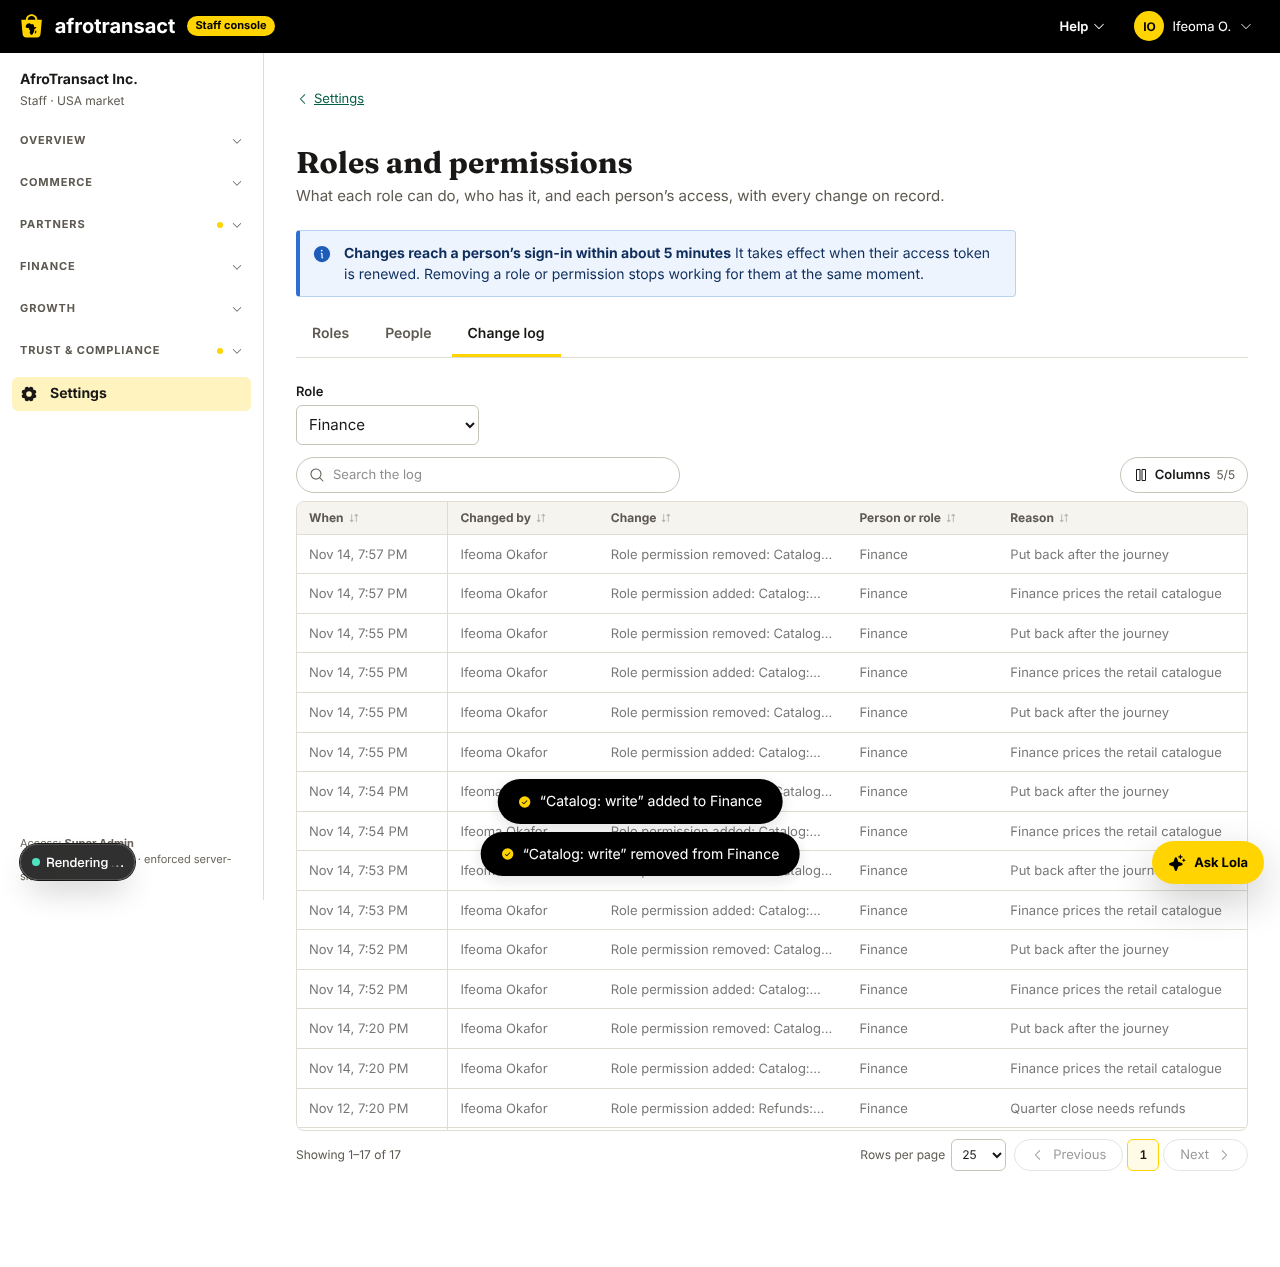 afrotransact Staff console Help IO Ifeoma O.
AfroTransact Inc.
Staff · USA market
OVERVIEW
COMMERCE
PARTNERS
FINANCE
GROWTH
TRUST & COMPLIANCE
Settings
Settings
Roles and permissions
What each role can do, who has it, and each person’s access, with every change on record.
Changes reach a person’s sign-in within about 5 minutes It takes effect when their access token
is renewed. Removing a role or permission stops working for them at the same moment.
Roles People Change log
Role
Finance
Search the log Columns 5/5
When Changed by Change Person or role Reason
Nov 14, 7:57 PM Ifeoma Okafor Role permission removed: Catalog... Finance Put back after the journey
Nov 14, 7:57 PM Ifeoma Okafor Role permission added: Catalog:... Finance Finance prices the retail catalogue
Nov 14, 7:55 PM Ifeoma Okafor Role permission removed: Catalog... Finance Put back after the journey
Nov 14, 7:55 PM Ifeoma Okafor Role permission added: Catalog:... Finance Finance prices the retail catalogue
Nov 14, 7:55 PM Ifeoma Okafor Role permission removed: Catalog... Finance Put back after the journey
Nov 14, 7:55 PM Ifeoma Okafor Role permission added: Catalog:... Finance Finance prices the retail catalogue
Nov 14, 7:54 PM Ifeoma Catalog... Finance Put back after the journey
“Catalog: write” added to Finance
Nov 14, 7:54 PM Ifeoma Okafor Role permission added: Catalog:... Finance Finance prices the retail catalogue
“Catalog: write” removed from Finance
Nov 14, 7:53 PM Catalog... Finance Put back after the
Nov 14, 7:53 PM Ifeoma Okafor Role permission added: Catalog:... Finance Finance prices the retail catalogue
Nov 14, 7:52 PM Ifeoma Okafor Role permission removed: Catalog... Finance Put back after the journey
Nov 14, 7:52 PM Ifeoma Okafor Role permission added: Catalog:... Finance Finance prices the retail catalogue
Nov 14, 7:20 PM Ifeoma Okafor Role permission removed: Catalog... Finance Put back after the journey
Nov 14, 7:20 PM Ifeoma Okafor Role permission added: Catalog:... Finance Finance prices the retail catalogue
Nov 12, 7:20 PM Ifeoma Okafor Role permission added: Refunds:... Finance Quarter close needs refunds
Access: Super Admin
· enforced server-
Rendering ...
Ask Lola
Showing 1–17 of 17 Rows per page 25 Previous 1 Next